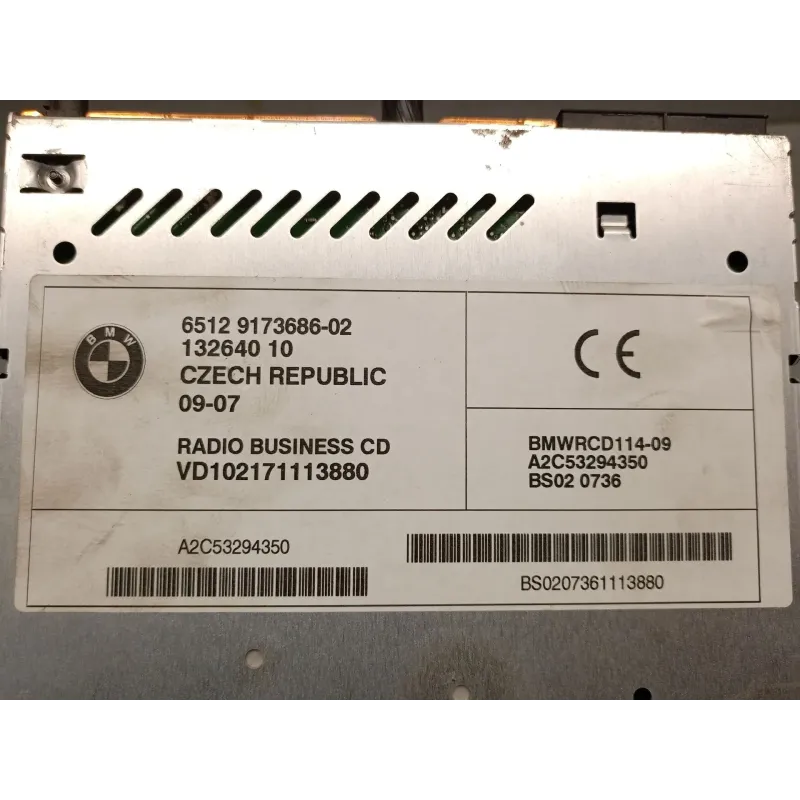 BMW
6512 9173686-02
132640 10
CZECH REPUBLIC
09-07
RADIO BUSINESS CD
VD102171113880
CE
BMWRCD114-09
A2C53294350
BS02 0736
A2C53294350
BS0207361113880